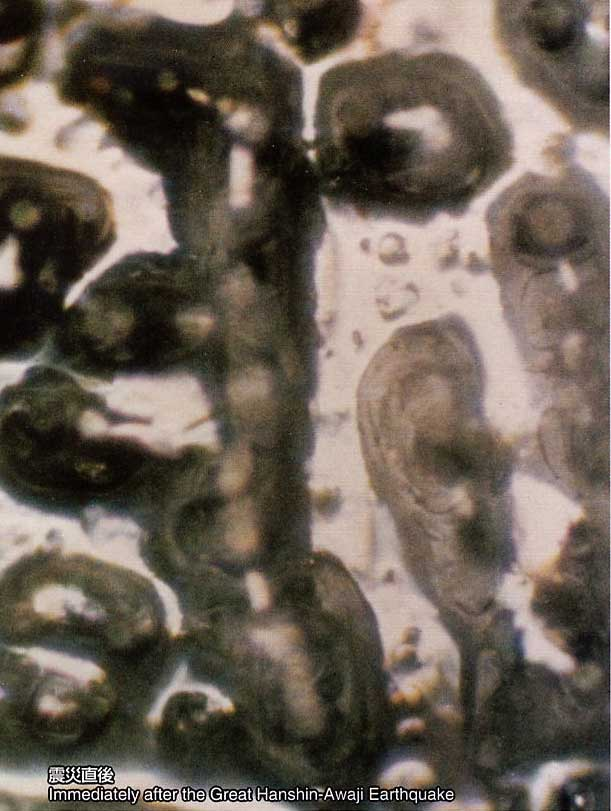 震災直後
Immediately after the Great Hanshin-Awaji Earthquake